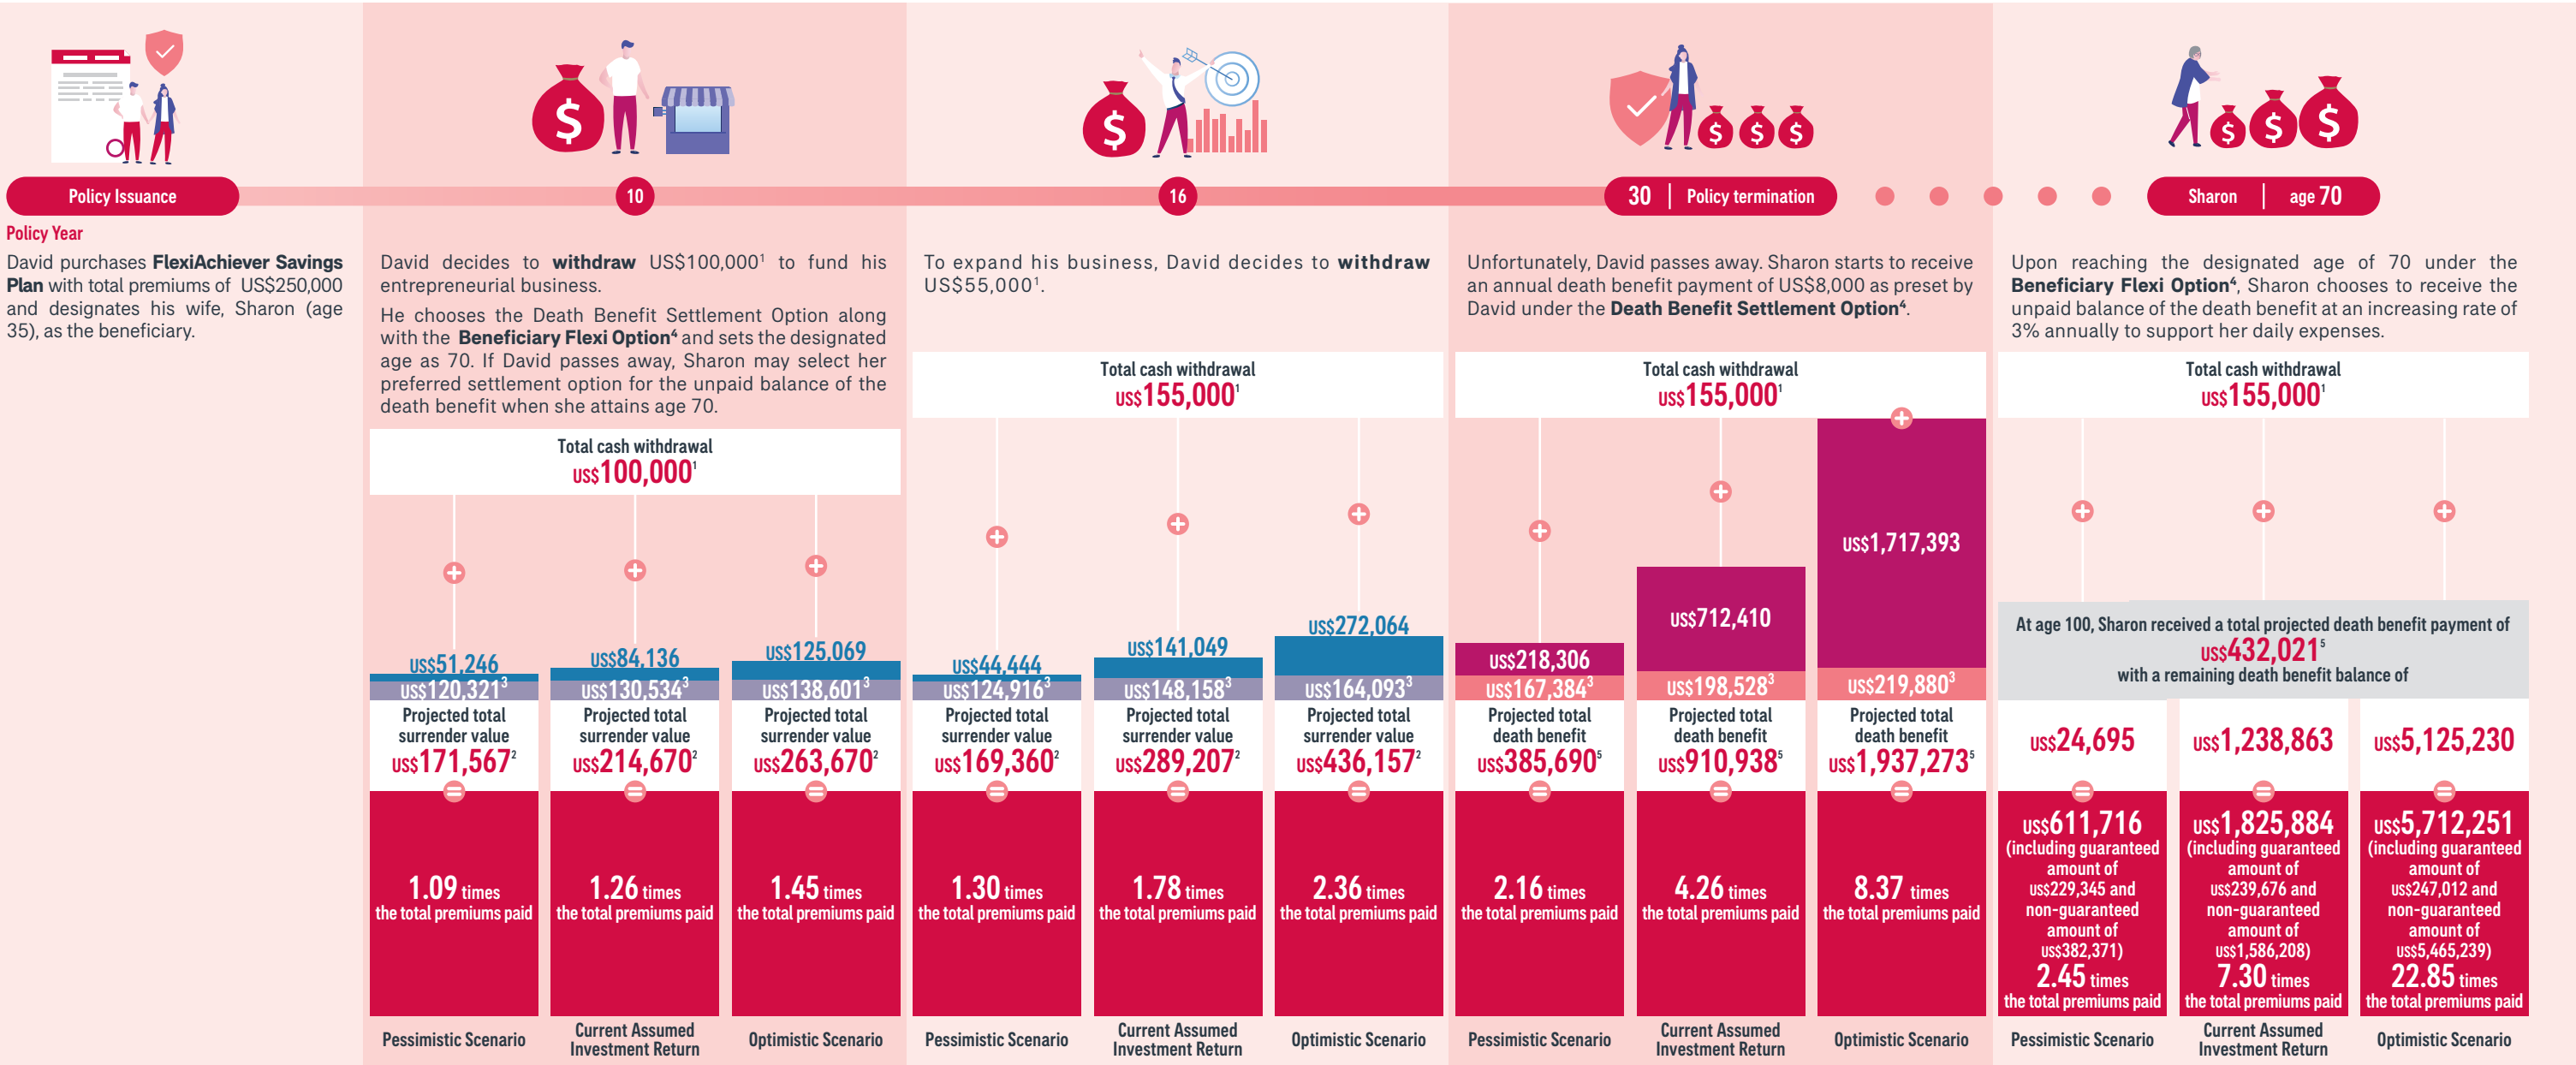 Policy Issuance
10
16
30 | Policy termination
Sharon | age 70
Policy Year
David purchases FlexiAchiever Savings
Plan with total premiums of US$250,000
and designates his wife, Sharon (age
35), as the beneficiary.
David decides to withdraw US$100,000¹ to fund his
entrepreneurial business.
He chooses the Death Benefit Settlement Option along
with the Beneficiary Flexi Option⁴ and sets the designated
age as 70. If David passes away, Sharon may select her
preferred settlement option for the unpaid balance of the
death benefit when she attains age 70.
Total cash withdrawal
US$100,000¹
US$51,246
US$120,321³
Projected total
surrender value
US$171,567²
1.09 times
the total premiums paid
Pessimistic Scenario
US$84,136
US$130,534³
Projected total
surrender value
US$214,670²
1.26 times
the total premiums paid
Current Assumed
Investment Return
US$125,069
US$138,601³
Projected total
surrender value
US$263,670²
1.45 times
the total premiums paid
Optimistic Scenario
To expand his business, David decides to withdraw
US$55,000¹.
Total cash withdrawal
US$155,000¹
US$44,444
US$124,916³
Projected total
surrender value
US$169,360²
1.30 times
the total premiums paid
Pessimistic Scenario
US$141,049
US$148,158³
Projected total
surrender value
US$289,207²
1.78 times
the total premiums paid
Current Assumed
Investment Return
US$272,064
US$164,093³
Projected total
surrender value
US$436,157²
2.36 times
the total premiums paid
Optimistic Scenario
Unfortunately, David passes away. Sharon starts to receive
an annual death benefit payment of US$8,000 as preset by
David under the Death Benefit Settlement Option⁴.
Total cash withdrawal
US$155,000¹
US$218,306
US$167,384³
Projected total
death benefit
US$385,690⁵
2.16 times
the total premiums paid
Pessimistic Scenario
US$712,410
US$198,528³
Projected total
death benefit
US$910,938⁵
4.26 times
the total premiums paid
Current Assumed
Investment Return
US$1,717,393
US$219,880³
Projected total
death benefit
US$1,937,273⁵
8.37 times
the total premiums paid
Optimistic Scenario
Upon reaching the designated age of 70 under the
Beneficiary Flexi Option⁴, Sharon chooses to receive the
unpaid balance of the death benefit at an increasing rate of
3% annually to support her daily expenses.
Total cash withdrawal
US$155,000¹
At age 100, Sharon received a total projected death benefit payment of
US$432,021⁵
with a remaining death benefit balance of
US$24,695
US$611,716
(including guaranteed
amount of
US$229,345 and
non-guaranteed
amount of
US$382,371)
2.45 times
the total premiums paid
Pessimistic Scenario
US$1,238,863
US$1,825,884
(including guaranteed
amount of
US$239,676 and
non-guaranteed
amount of
US$1,586,208)
7.30 times
the total premiums paid
Current Assumed
Investment Return
US$5,125,230
US$5,712,251
(including guaranteed
amount of
US$247,012 and
non-guaranteed
amount of
US$5,465,239)
22.85 times
the total premiums paid
Optimistic Scenario